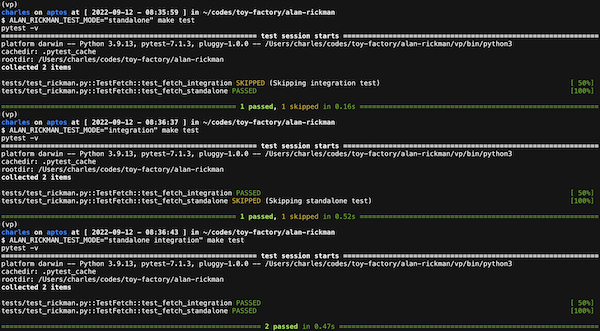 (vp)
charles on aptos at [ 2022-09-12 - 08:35:59 ] in ~/codes/toy-factory/alan-rickman
$ ALAN_RICKMAN_TEST_MODE="standalone" make test
pytest -v
test session starts
platform darwin -- Python 3.9.13, pytest-7.1.3, pluggy-1.0.0 -- /Users/charles/codes/toy-factory/alan-rickman/vp/bin/python3
cachedir: .pytest_cache
rootdir: /Users/charles/codes/toy-factory/alan-rickman
collected 2 items
tests/test_rickman.py::TestFetch::test_fetch_integration SKIPPED (Skipping integration test) [ 50%]
tests/test_rickman.py::TestFetch::test_fetch_standalone PASSED [100%]
1 passed, 1 skipped in 0.16s
(vp)
charles on aptos at [ 2022-09-12 - 08:36:37 ] in ~/codes/toy-factory/alan-rickman
$ ALAN_RICKMAN_TEST_MODE="integration" make test
pytest -v
test session starts
platform darwin -- Python 3.9.13, pytest-7.1.3, pluggy-1.0.0 -- /Users/charles/codes/toy-factory/alan-rickman/vp/bin/python3
cachedir: .pytest_cache
rootdir: /Users/charles/codes/toy-factory/alan-rickman
collected 2 items
tests/test_rickman.py::TestFetch::test_fetch_integration PASSED [ 50%]
tests/test_rickman.py::TestFetch::test_fetch_standalone SKIPPED (Skipping standalone test) [100%]
1 passed, 1 skipped in 0.52s
(vp)
charles on aptos at [ 2022-09-12 - 08:36:43 ] in ~/codes/toy-factory/alan-rickman
$ ALAN_RICKMAN_TEST_MODE="standalone integration" make test
pytest -v
test session starts
platform darwin -- Python 3.9.13, pytest-7.1.3, pluggy-1.0.0 -- /Users/charles/codes/toy-factory/alan-rickman/vp/bin/python3
cachedir: .pytest_cache
rootdir: /Users/charles/codes/toy-factory/alan-rickman
collected 2 items
tests/test_rickman.py::TestFetch::test_fetch_integration PASSED [ 50%]
tests/test_rickman.py::TestFetch::test_fetch_standalone PASSED [100%]
2 passed in 0.47s